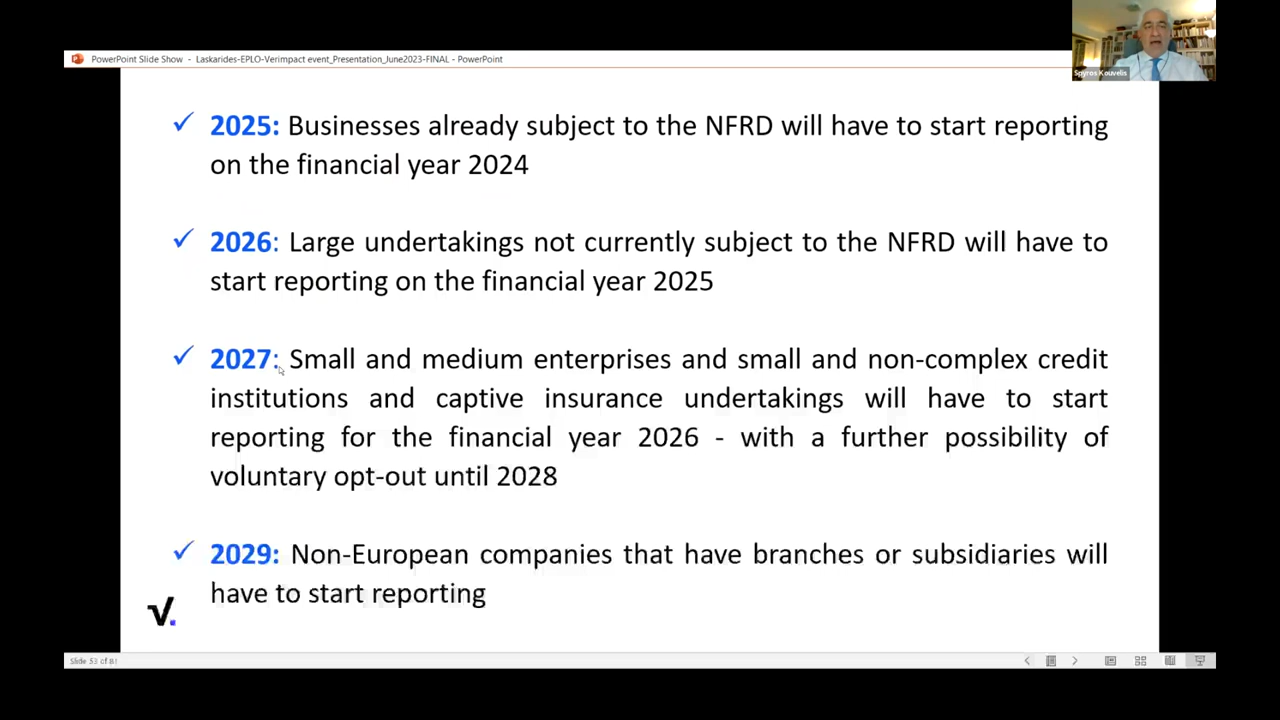 PowerPoint Slide Show - Laskarides-EPLO-Verimpact event_Presentation_June2023-FINAL - PowerPoint
Spyros Kouvelis
2025: Businesses already subject to the NFRD will have to start reporting
on the financial year 2024
2026: Large undertakings not currently subject to the NFRD will have to
start reporting on the financial year 2025
2027: Small and medium enterprises and small and non-complex credit
institutions and captive insurance undertakings will have to start
reporting for the financial year 2026 - with a further possibility of
voluntary opt-out until 2028
2029: Non-European companies that have branches or subsidiaries will
have to start reporting
V.
Slide 53 of 81